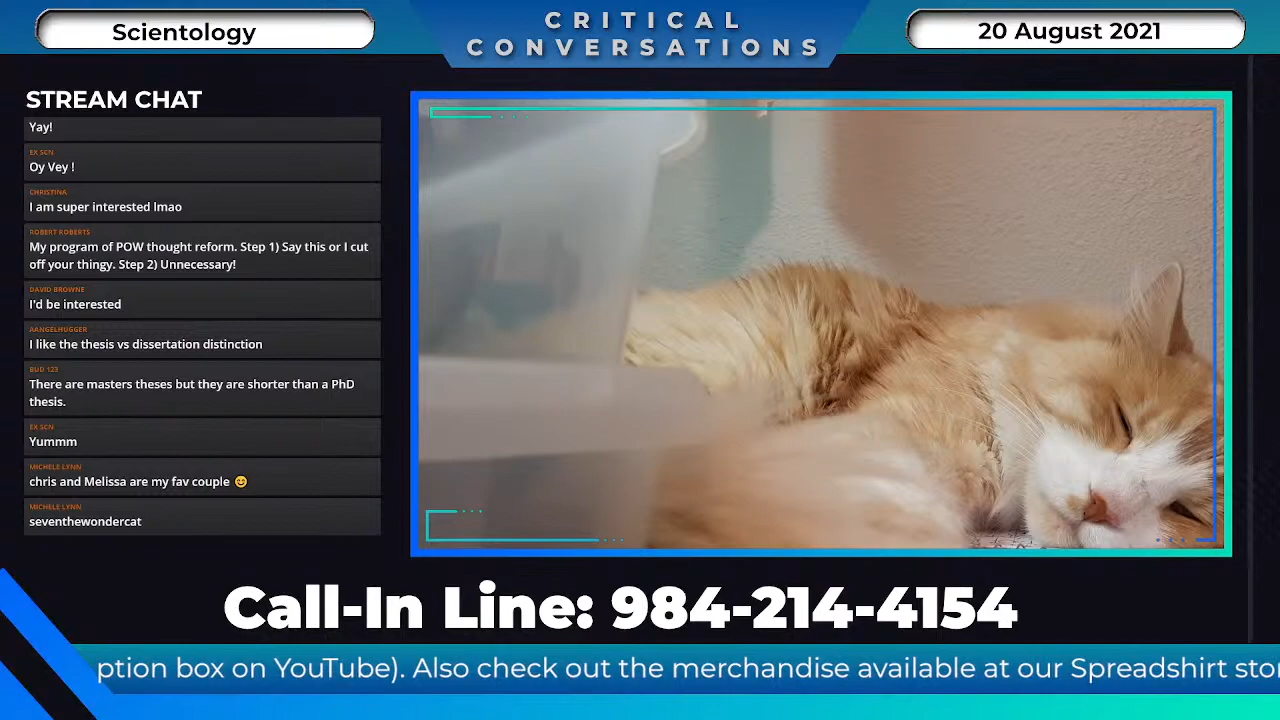 Scientology
CRITICAL
CONVERSATIONS
20 August 2021
STREAM CHAT
Yay!
EX SCN
Oy Vey !
CHRISTINA
I am super interested lmao
ROBERT ROBERTS
My program of POW thought reform. Step 1) Say this or I cut
off your thingy. Step 2) Unnecessary!
DAVID BROWNE
I'd be interested
AANGELHUGGER
I like the thesis vs dissertation distinction
BUD 123
There are masters theses but they are shorter than a PhD
thesis.
EX SCN
Yummm
MICHELE LYNN
chris and Melissa are my fav couple 😊
MICHELE LYNN
seventhewondercat
Call-In Line: 984-214-4154
ption box on YouTube). Also check out the merchandise available at our Spreadshirt stor